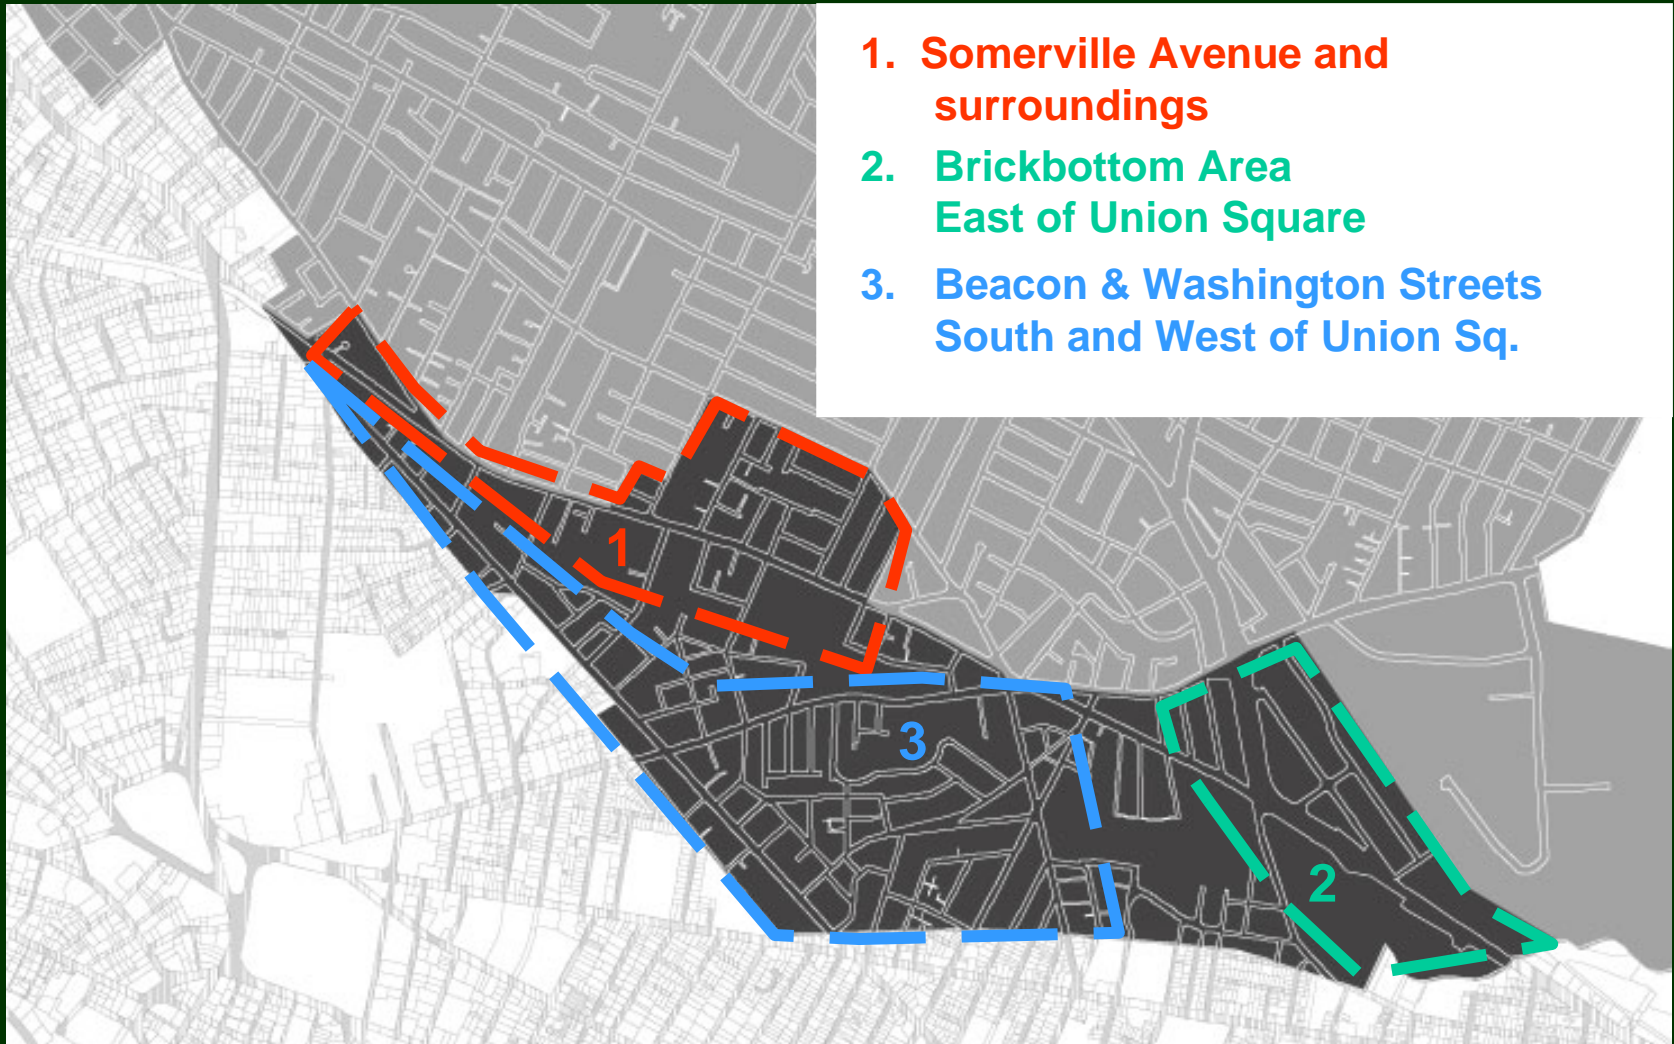 1. Somerville Avenue and
surroundings
2. Brickbottom Area
East of Union Square
3. Beacon & Washington Streets
South and West of Union Sq.
1
3
2